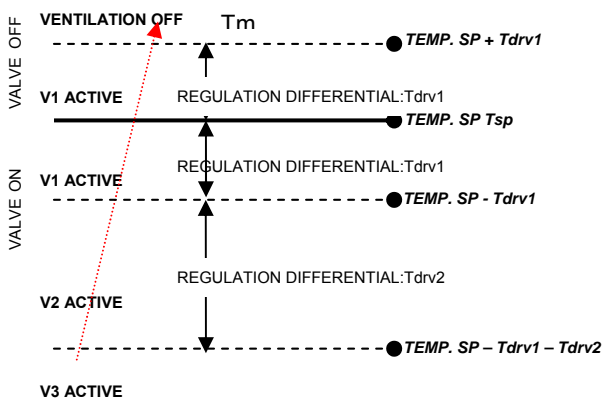 VENTILATION OFF
Tm
TEMP. SP + Tdrv1
VALVE OFF
V1 ACTIVE
REGULATION DIFFERENTIAL:Tdrv1
TEMP. SP Tsp
REGULATION DIFFERENTIAL:Tdrv1
V1 ACTIVE
VALVE ON
TEMP. SP - Tdrv1
REGULATION DIFFERENTIAL:Tdrv2
V2 ACTIVE
TEMP. SP – Tdrv1 – Tdrv2
V3 ACTIVE